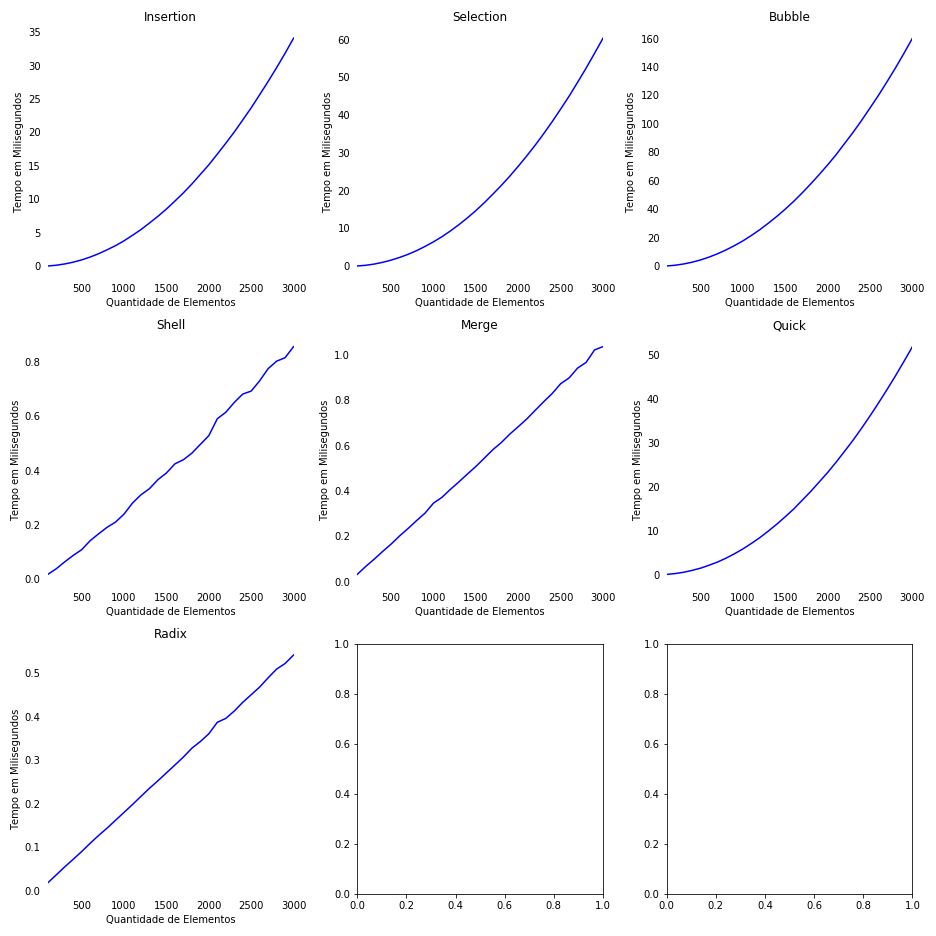 Insertion Selection Bubble
35
30
25
20
15
10
5
0
Tempo em Milisegundos
500 1000 1500 2000 2500 3000
Quantidade de Elementos
60
50
40
30
20
10
0
Tempo em Milisegundos
500 1000 1500 2000 2500 3000
Quantidade de Elementos
160
140
120
100
80
60
40
20
0
Tempo em Milisegundos
500 1000 1500 2000 2500 3000
Quantidade de Elementos
Shell Merge Quick
0.8
0.6
0.4
0.2
0.0
Tempo em Milisegundos
500 1000 1500 2000 2500 3000
Quantidade de Elementos
1.0
0.8
0.6
0.4
0.2
0.0
Tempo em Milisegundos
500 1000 1500 2000 2500 3000
Quantidade de Elementos
50
40
30
20
10
0
Tempo em Milisegundos
500 1000 1500 2000 2500 3000
Quantidade de Elementos
Radix
0.5
0.4
0.3
0.2
0.1
0.0
Tempo em Milisegundos
500 1000 1500 2000 2500 3000
Quantidade de Elementos
1.0
0.8
0.6
0.4
0.2
0.0
0.0 0.2 0.4 0.6 0.8 1.0
1.0
0.8
0.6
0.4
0.2
0.0
0.0 0.2 0.4 0.6 0.8 1.0